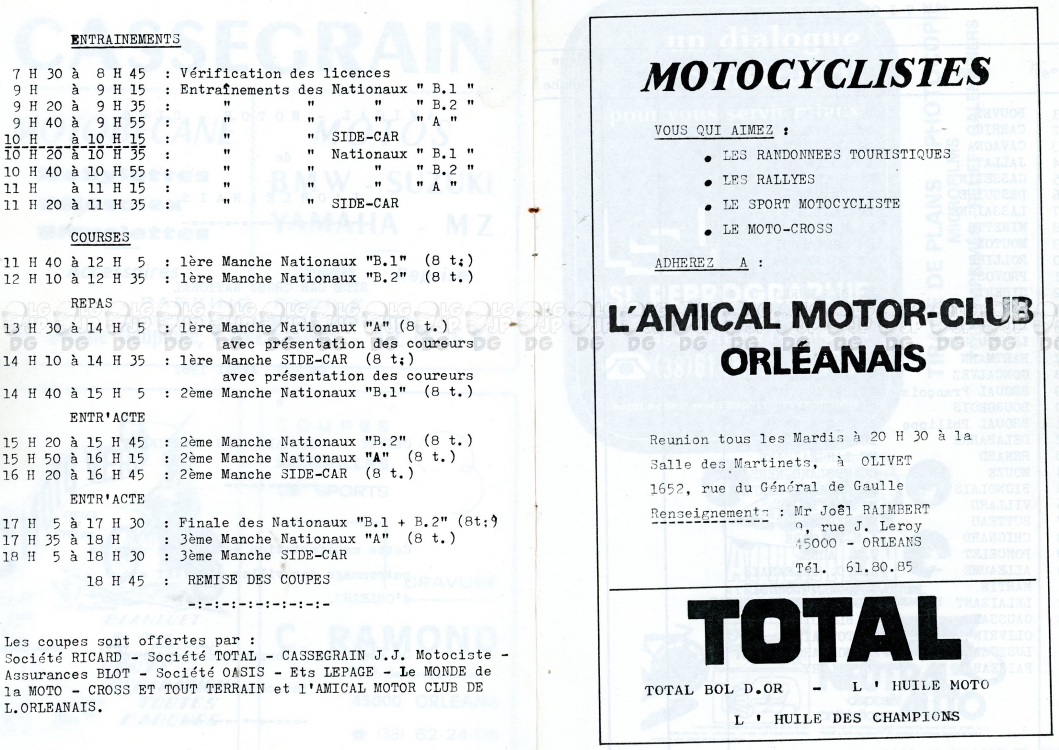 ENTRAINEMENTS
7 H 30 à 8 H 45 : Vérification des licences
9 H à 9 H 15 : Entraînements des Nationaux " B.1 "
9 H 20 à 9 H 35 : " " " " B.2 "
9 H 40 à 9 H 55 : " " " " A "
10 H à 10 H 15 : " " SIDE-CAR
10 H 20 à 10 H 35 : " " Nationaux " B.1 "
10 H 40 à 10 H 55 : " " " " B.2
11 H à 11 H 15 : " " " " A "
11 H 20 à 11 H 35 : " " SIDE-CAR
COURSES
11 H 40 à 12 H 5 : 1ère Manche Nationaux "B.1" (8 t.)
12 H 10 à 12 H 35 : 1ère Manche Nationaux "B.2" (8 t.)
REPAS
13 H 30 à 14 H 5 : 1ère Manche Nationaux "A" (8 t.)
avec présentation des coureurs
14 H 10 à 14 H 35 : 1ère Manche SIDE-CAR (8 t.)
avec présentation des coureurs
14 H 40 à 15 H 5 : 2ème Manche Nationaux "B.1" (8 t.)
ENTR'ACTE
15 H 20 à 15 H 45 : 2ème Manche Nationaux "B.2" (8 t.)
15 H 50 à 16 H 15 : 2ème Manche Nationaux "A" (8 t.)
16 H 20 à 16 H 45 : 2ème Manche SIDE-CAR (8 t.)
ENTR'ACTE
17 H 5 à 17 H 30 : Finale des Nationaux "B.1 + B.2" (8t.)
17 H 35 à 18 H : 3ème Manche Nationaux "A" (8 t.)
18 H 5 à 18 H 30 : 3ème Manche SIDE-CAR
18 H 45 : REMISE DES COUPES
-:-:-:-:-:-:-:-:-:-
Les coupes sont offertes par :
Société RICARD - Société TOTAL - CASSEGRAIN J.J. Motociste -
Assurances BLOT - Société OASIS - Ets LEPAGE - Le MONDE de
la MOTO - CROSS ET TOUT TERRAIN et l'AMICAL MOTOR CLUB DE
L.ORLEANAIS.
MOTOCYCLISTES
VOUS QUI AIMEZ :
• LES RANDONNEES TOURISTIQUES
• LES RALLYES
• LE SPORT MOTOCYCLISTE
• LE MOTO-CROSS
ADHEREZ A :
L'AMICAL MOTOR-CLUB
ORLÉANAIS
Reunion tous les Mardis à 20 H 30 à la
Salle des Martinets, à OLIVET
1652, rue du Général de Gaulle
Renseignements : Mr Joël RAIMBERT
9, rue J. Leroy
45000 - ORLEANS
Tél. 61.80.85
TOTAL
TOTAL BOL D.OR - L ' HUILE MOTO
L ' HUILE DES CHAMPIONS